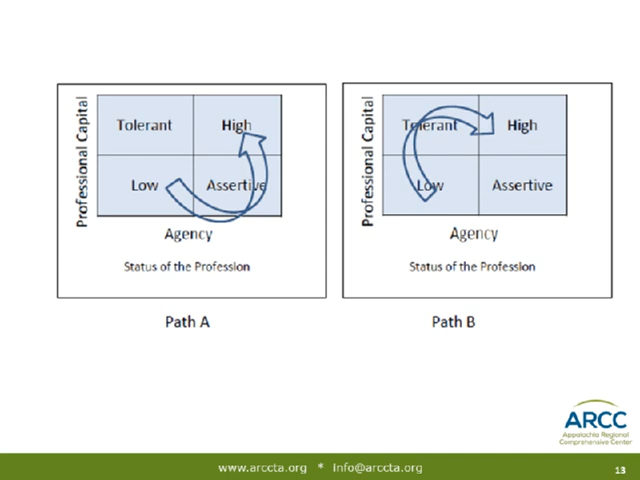 Professional Capital
Tolerant
High
Low
Assertive
Agency
Status of the Profession
Path A
Professional Capital
Tolerant
High
Low
Assertive
Agency
Status of the Profession
Path B
ARCC
Appalachia Regional
Comprehensive Center
www.arccta.org * Info@arccta.org
13